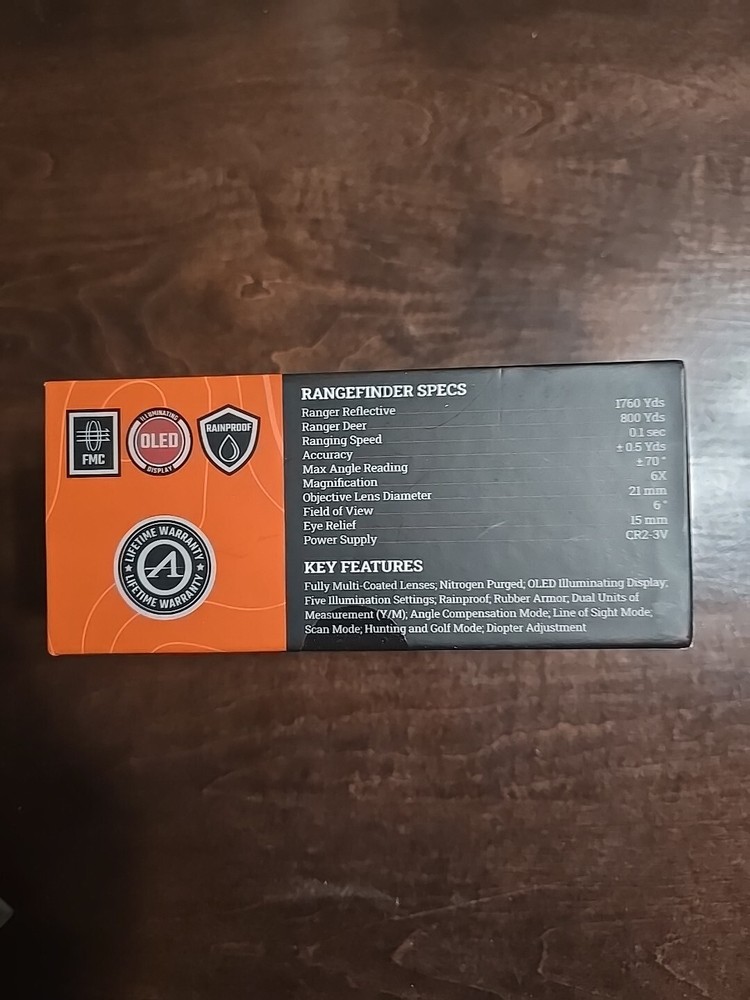 FMC
ILLUMINATING
OLED
DISPLAY
RAINPROOF
LIFETIME WARRANTY
A
LIFETIME WARRANTY
RANGEFINDER SPECS
Ranger Reflective 1760 Yds
Ranger Deer 800 Yds
Ranging Speed 0.1 sec
Accuracy ± 0.5 Yds
Max Angle Reading ±70 °
Magnification 6X
Objective Lens Diameter 21 mm
Field of View 6 °
Eye Relief 15 mm
Power Supply CR2-3V
KEY FEATURES
Fully Multi-Coated Lenses; Nitrogen Purged; OLED Illuminating Display;
Five Illumination Settings; Rainproof; Rubber Armor; Dual Units of
Measurement (Y/M); Angle Compensation Mode; Line of Sight Mode;
Scan Mode; Hunting and Golf Mode; Diopter Adjustment